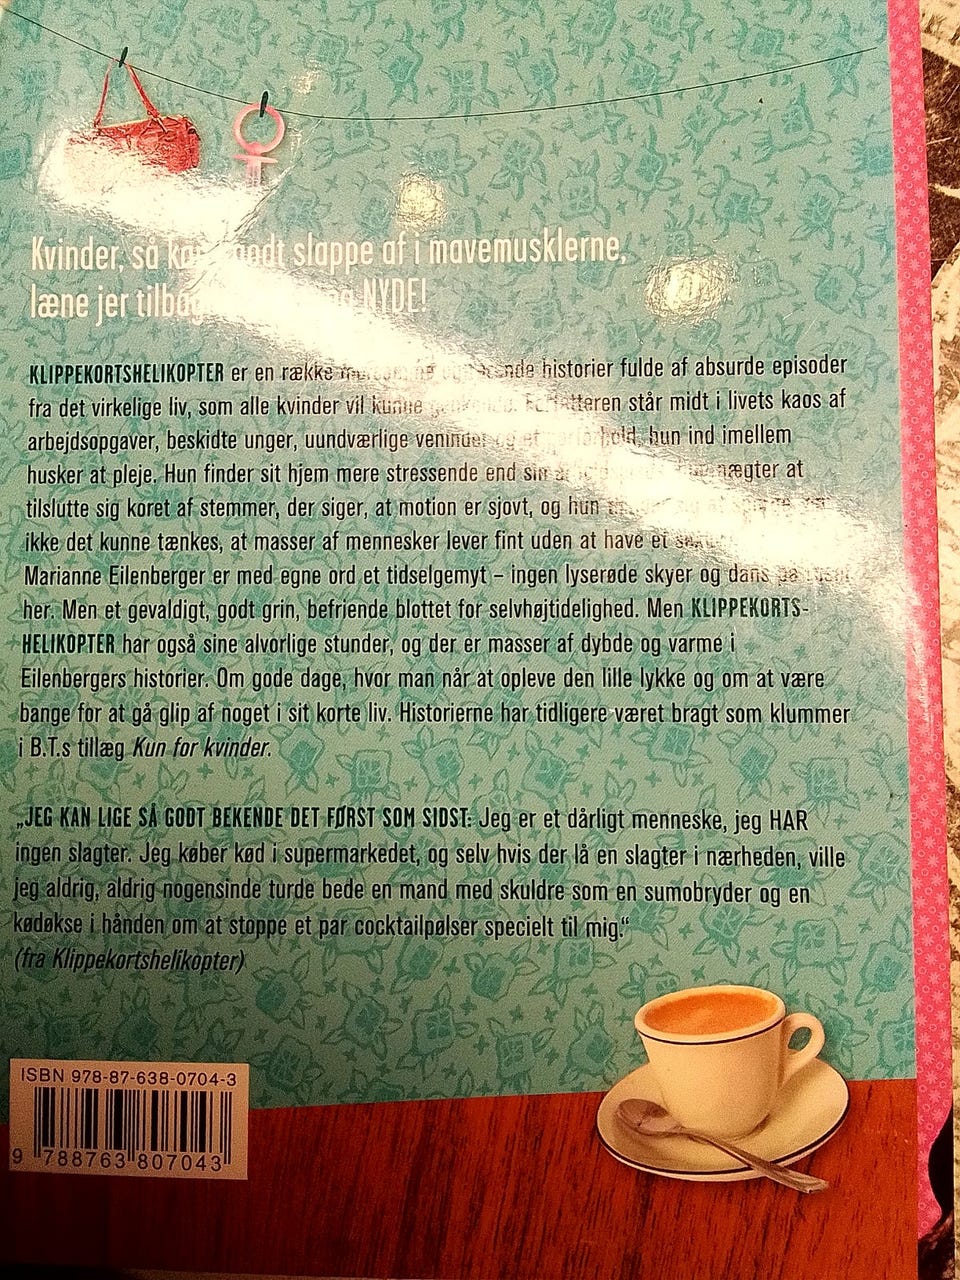 Kvinder, så godt slappe af i mavemusklerne,
læne jer NYDE!
KLIPPEKORTSHELIKOPTER er en række historier fulde af absurde episoder
fra det virkelige liv, som alle kvinder vil kunne Forfatteren står midt i livets kaos af
arbejdsopgaver, beskidte unger, uundværlige veninder og et parforhold, hun ind imellem
husker at pleje. Hun finder sit hjem mere stressende end sin nægter at
tilslutte sig koret af stemmer, der siger, at motion er sjovt, og hun
ikke det kunne tænkes, at masser af mennesker lever fint uden at have et
Marianne Eilenberger er med egne ord et tidselgemyt – ingen lyserøde skyer og dans på
her. Men et gevaldigt, godt grin, befriende blottet for selvhøjtidelighed. Men KLIPPEKORTS-
HELIKOPTER har også sine alvorlige stunder, og der er masser af dybde og varme i
Eilenbergers historier. Om gode dage, hvor man når at opleve den lille lykke og om at være
bange for at gå glip af noget i sit korte liv. Historierne har tidligere været bragt som klummer
i B.T.s tillæg Kun for kvinder.
„JEG KAN LIGE SÅ GODT BEKENDE DET FØRST SOM SIDST: Jeg er et dårligt menneske, jeg HAR
ingen slagter. Jeg køber kød i supermarkedet, og selv hvis der lå en slagter i nærheden, ville
jeg aldrig, aldrig nogensinde turde bede en mand med skuldre som en sumobryder og en
kødøkse i hånden om at stoppe et par cocktailpølser specielt til mig.“
(fra Klippekortshelikopter)
ISBN 978-87-638-0704-3
9 788763 807043